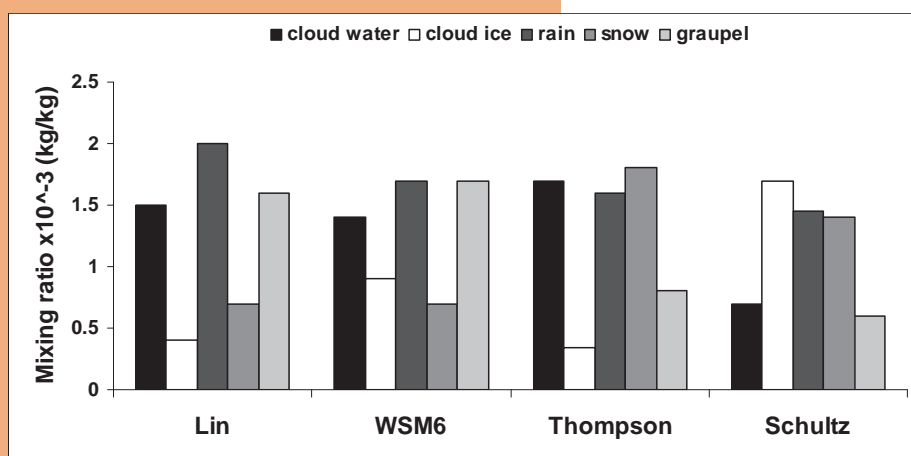 cloud water cloud ice rain snow graupel
Mixing ratio x10^-3 (kg/kg)
2.5
2
1.5
1
0.5
0
Lin WSM6 Thompson Schultz